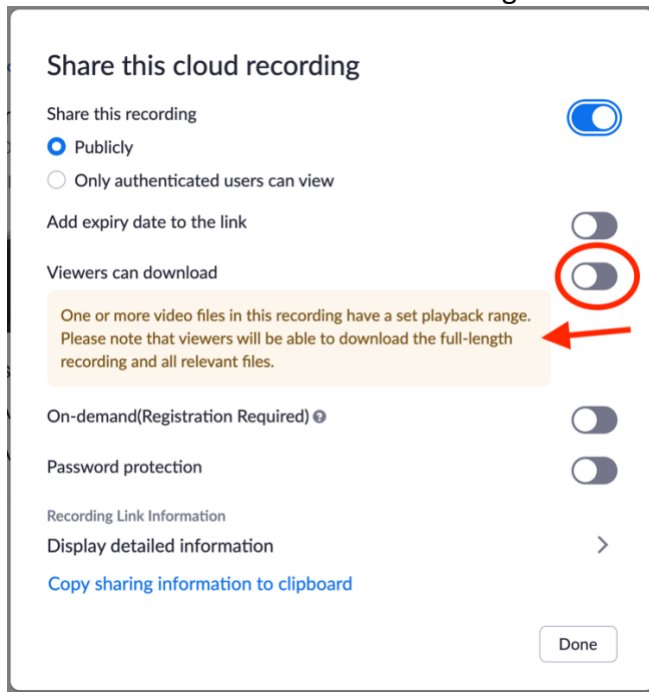 Share this cloud recording
Share this recording
Publicly
Only authenticated users can view
Add expiry date to the link
Viewers can download
One or more video files in this recording have a set playback range.
Please note that viewers will be able to download the full-length
recording and all relevant files.
On-demand(Registration Required)
Password protection
Recording Link Information
Display detailed information
Copy sharing information to clipboard
Done